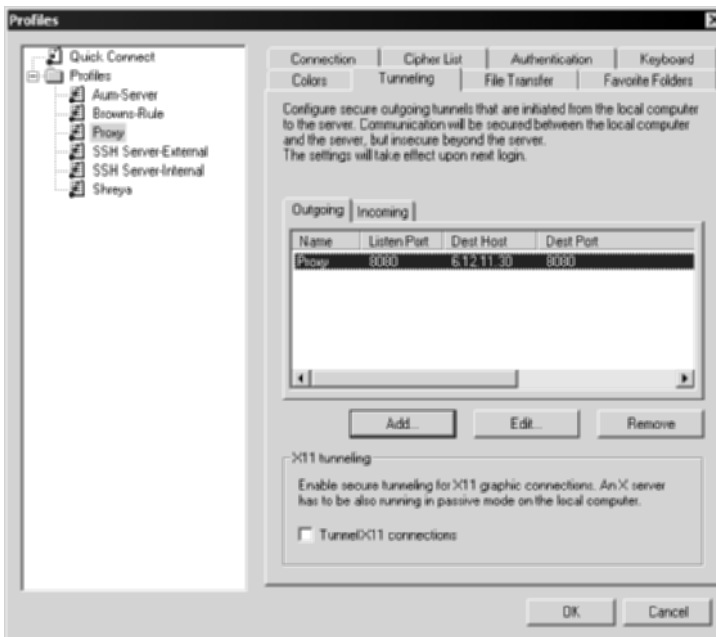 Profiles
Quick Connect
Profiles
Aum-Server
Browns-Rule
Proxy
SSH Server-External
SSH Server-Internal
Shreya
Connection Cipher List Authentication Keyboard
Colors Tunneling File Transfer Favorite Folders
Configure secure outgoing tunnels that are initiated from the local computer
to the server. Communication will be secured between the local computer
and the server, but insecure beyond the server.
The settings will take effect upon next login.
Outgoing Incoming
Name Listen Port Dest Host Dest Port
Proxy 8080 6.12.11.30 8080
Add... Edit... Remove
X11 tunneling
Enable secure tunneling for X11 graphic connections. An X server
has to be also running in passive mode on the local computer.
Tunnel X11 connections
OK Cancel